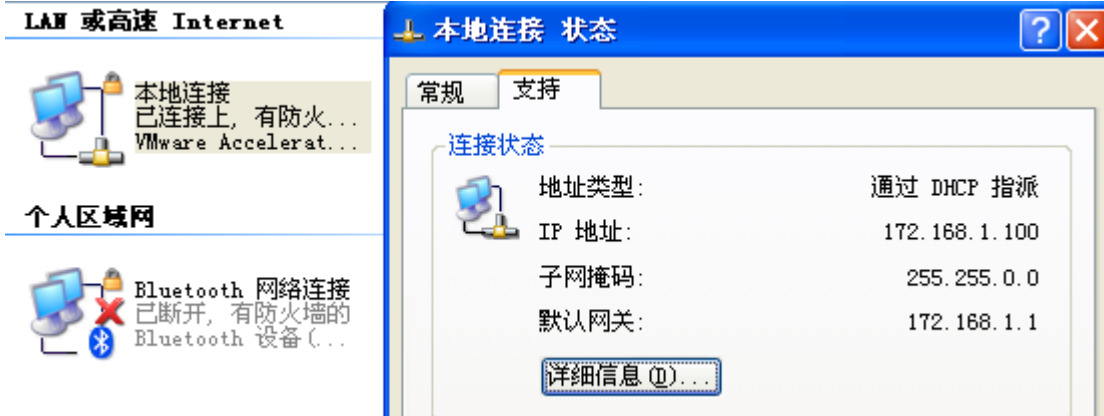 LAN 或高速 Internet
本地连接
已连接上, 有防火...
VMware Accelerat...
个人区域网
Bluetooth 网络连接
已断开, 有防火墙的
Bluetooth 设备(...
本地连接 状态
常规
支持
连接状态
地址类型: 通过 DHCP 指派
IP 地址: 172.168.1.100
子网掩码: 255.255.0.0
默认网关: 172.168.1.1
详细信息(D)...